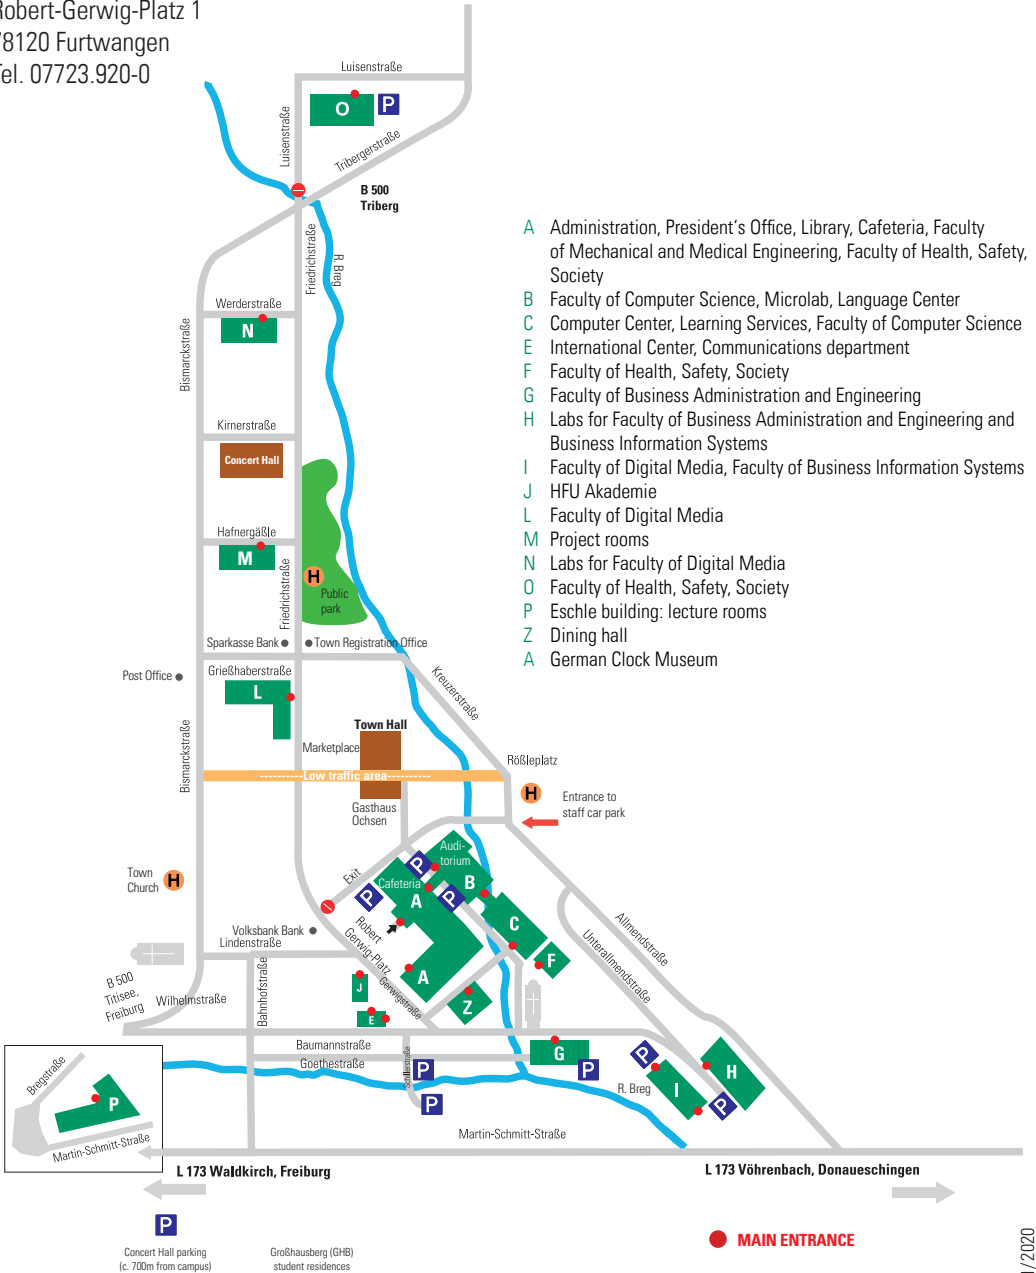 Robert-Gerwig-Platz 1
78120 Furtwangen
Tel. 07723.920-0
Luisenstraße
O
P
Luisenstraße
Tribergerstraße
B 500
Triberg
Friedrichstraße
R. Breg
Werderstraße
N
Bismarckstraße
Kirnerstraße
Concert Hall
Hafnergäßle
M
H
Public
park
Friedrichstraße
Sparkasse Bank
Town Registration Office
Post Office
Grießhaberstraße
L
Kreuzerstraße
Town Hall
Marketplace
Bismarckstraße
Rößleplatz
----------Low traffic area----------
H
Entrance to
staff car park
Gasthaus
Ochsen
Audi-
torium
P
Exit
Cafeteria
B
A
P
P
Town
Church
H
C
Robert
Gerwig-Platz
Allmendstraße
Unterallmendstraße
Volksbank Bank
Lindenstraße
F
A
B 500
Titisee,
Freiburg
Wilhelmstraße
Bahnhofstraße
J
Gerwigstraße
Z
E
Baumannstraße
Goethestraße
Schillerstraße
P
P
G
P
P
R. Breg
I
H
P
Bregstraße
P
Martin-Schmitt-Straße
Martin-Schmitt-Straße
L 173 Waldkirch, Freiburg
L 173 Vöhrenbach, Donaueschingen
P
Concert Hall parking
(c. 700m from campus)
Großhausberg (GHB)
student residences
MAIN ENTRANCE
A Administration, President‘s Office, Library, Cafeteria, Faculty
of Mechanical and Medical Engineering, Faculty of Health, Safety,
Society
B Faculty of Computer Science, Microlab, Language Center
C Computer Center, Learning Services, Faculty of Computer Science
E International Center, Communications department
F Faculty of Health, Safety, Society
G Faculty of Business Administration and Engineering
H Labs for Faculty of Business Administration and Engineering and
Business Information Systems
I Faculty of Digital Media, Faculty of Business Information Systems
J HFU Akademie
L Faculty of Digital Media
M Project rooms
N Labs for Faculty of Digital Media
O Faculty of Health, Safety, Society
P Eschle building: lecture rooms
Z Dining hall
A German Clock Museum
/2020